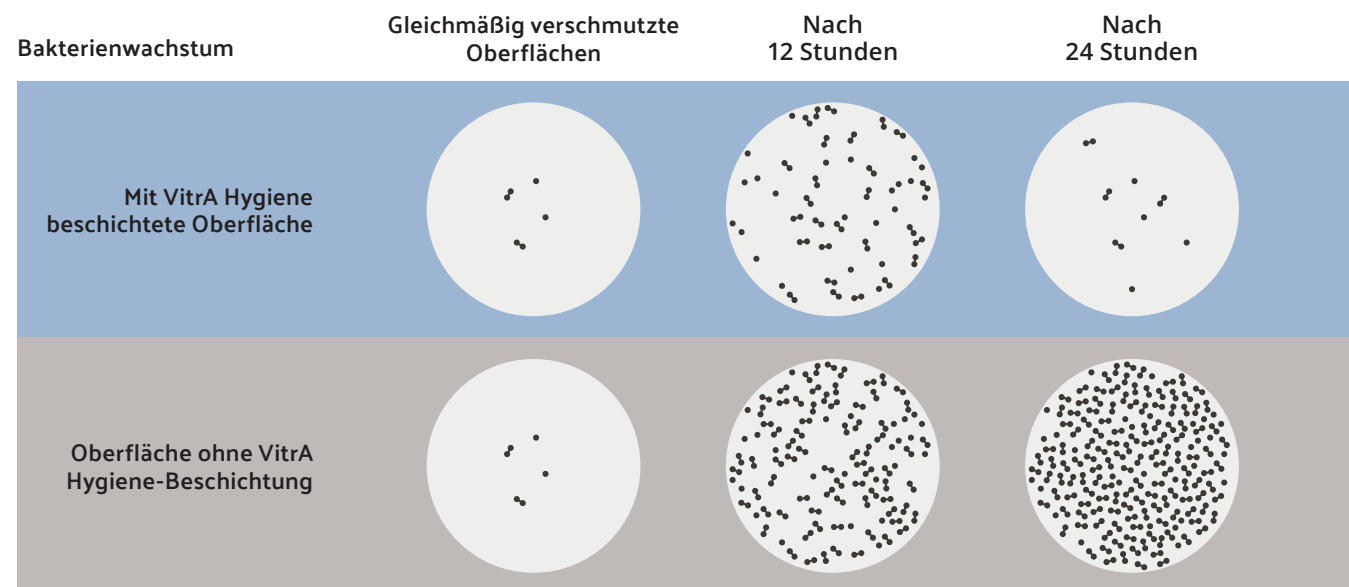 Bakterienwachstum
Gleichmäßig verschmutzte
Oberflächen
Nach
12 Stunden
Nach
24 Stunden
Mit VitrA Hygiene
beschichtete Oberfläche
Oberfläche ohne VitrA
Hygiene-Beschichtung